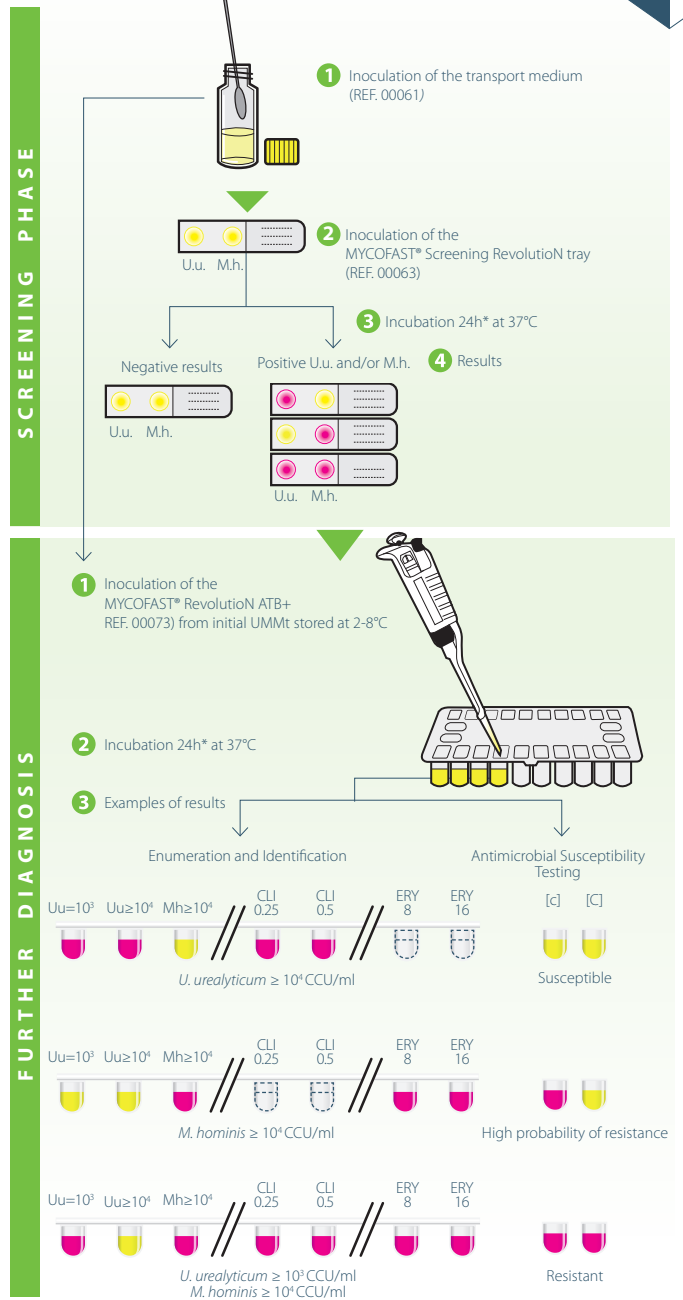 SCREENING PHASE
1 Inoculation of the transport medium
(REF. 00061)
2 Inoculation of the
MYCOFAST® Screening RevolutioN tray
(REF. 00063)
U.u. M.h.
3 Incubation 24h* at 37°C
Negative results
Positive U.u. and/or M.h.
4 Results
U.u. M.h.
U.u. M.h.
FURTHER DIAGNOSIS
1 Inoculation of the
MYCOFAST® RevolutioN ATB+
REF. 00073) from initial UMMt stored at 2-8°C
2 Incubation 24h* at 37°C
3 Examples of results
Enumeration and Identification
Antimicrobial Susceptibility
Testing
Uu=10³ Uu≥10⁴ Mh≥10⁴ CLI 0.25 CLI 0.5 ERY 8 ERY 16 [c] [C]
U. urealyticum ≥ 10⁴ CCU/ml
Susceptible
Uu=10³ Uu≥10⁴ Mh≥10⁴ CLI 0.25 CLI 0.5 ERY 8 ERY 16
M. hominis ≥ 10⁴ CCU/ml
High probability of resistance
Uu=10³ Uu≥10⁴ Mh≥10⁴ CLI 0.25 CLI 0.5 ERY 8 ERY 16
U. urealyticum ≥ 10³ CCU/ml
M. hominis ≥ 10⁴ CCU/ml
Resistant